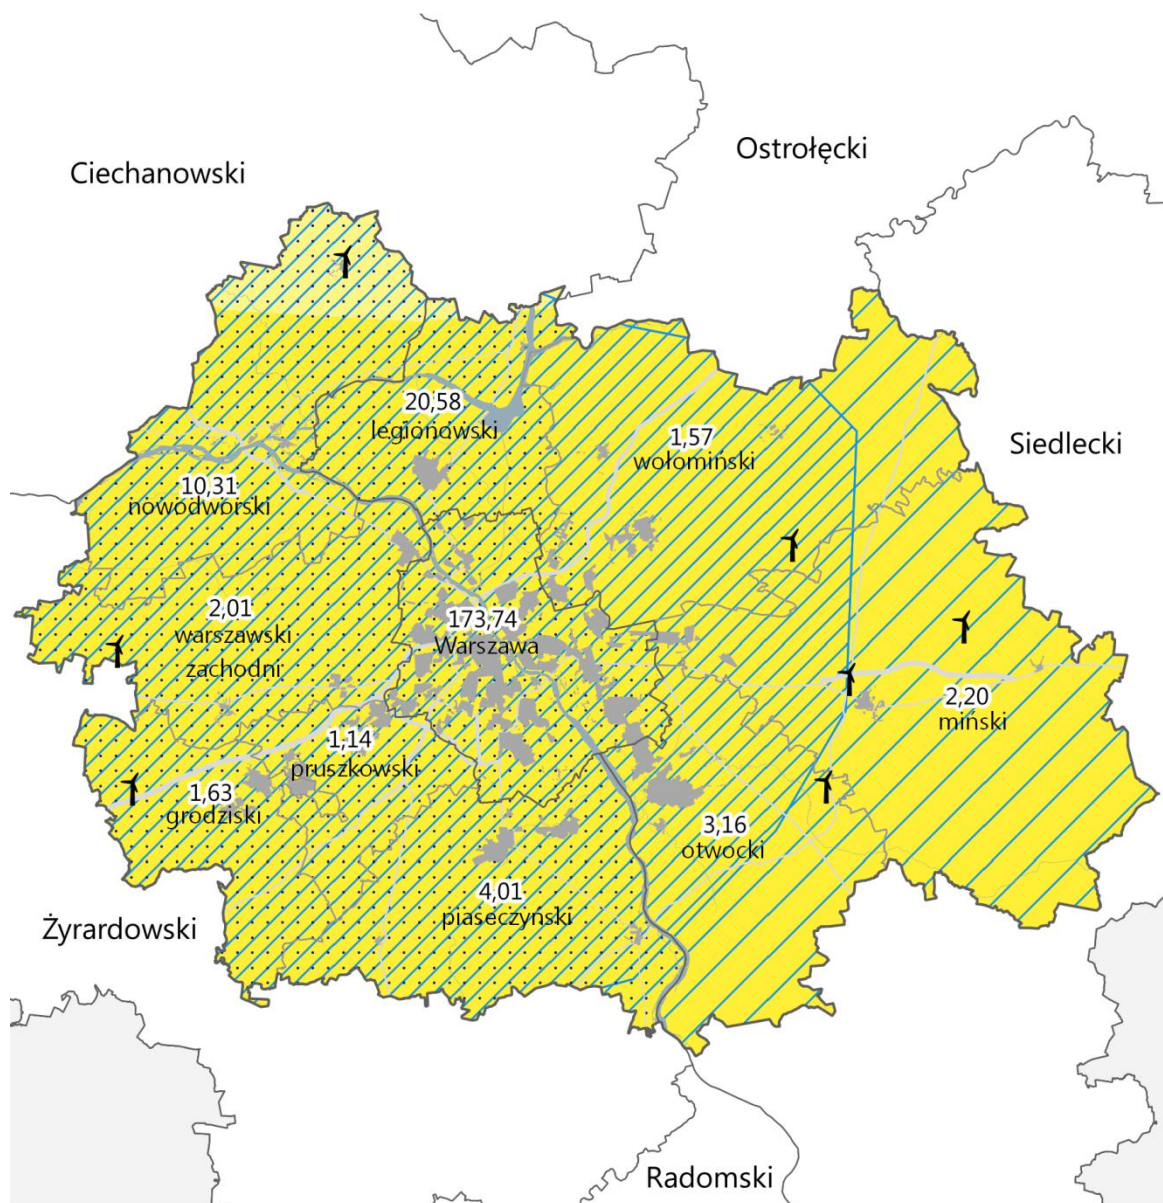 Ostrołęcki
Ciechanowski
20,58
legionowski
1,57
wołomiński
Siedlecki
10,31
nowodworski
2,01
warszawski
zachodni
173,74
Warszawa
2,20
miński
1,14
pruszkowski
1,63
grodziski
3,16
otwocki
4,01
piaseczyński
Żyrardowski
Radomski